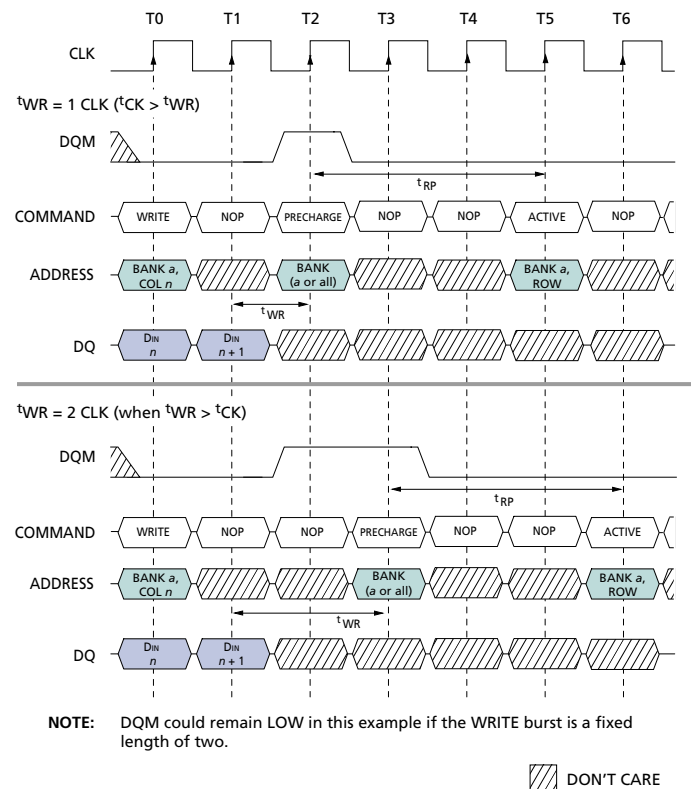 T0 T1 T2 T3 T4 T5 T6
CLK
tWR = 1 CLK (tCK > tWR)
DQM
tRP
COMMAND WRITE NOP PRECHARGE NOP NOP ACTIVE NOP
ADDRESS BANK a, COL n BANK (a or all) BANK a, ROW
tWR
DQ DIN n DIN n + 1
tWR = 2 CLK (when tWR > tCK)
DQM
tRP
COMMAND WRITE NOP NOP PRECHARGE NOP NOP ACTIVE
ADDRESS BANK a, COL n BANK (a or all) BANK a, ROW
tWR
DQ DIN n DIN n + 1
NOTE: DQM could remain LOW in this example if the WRITE burst is a fixed
length of two.
DON'T CARE